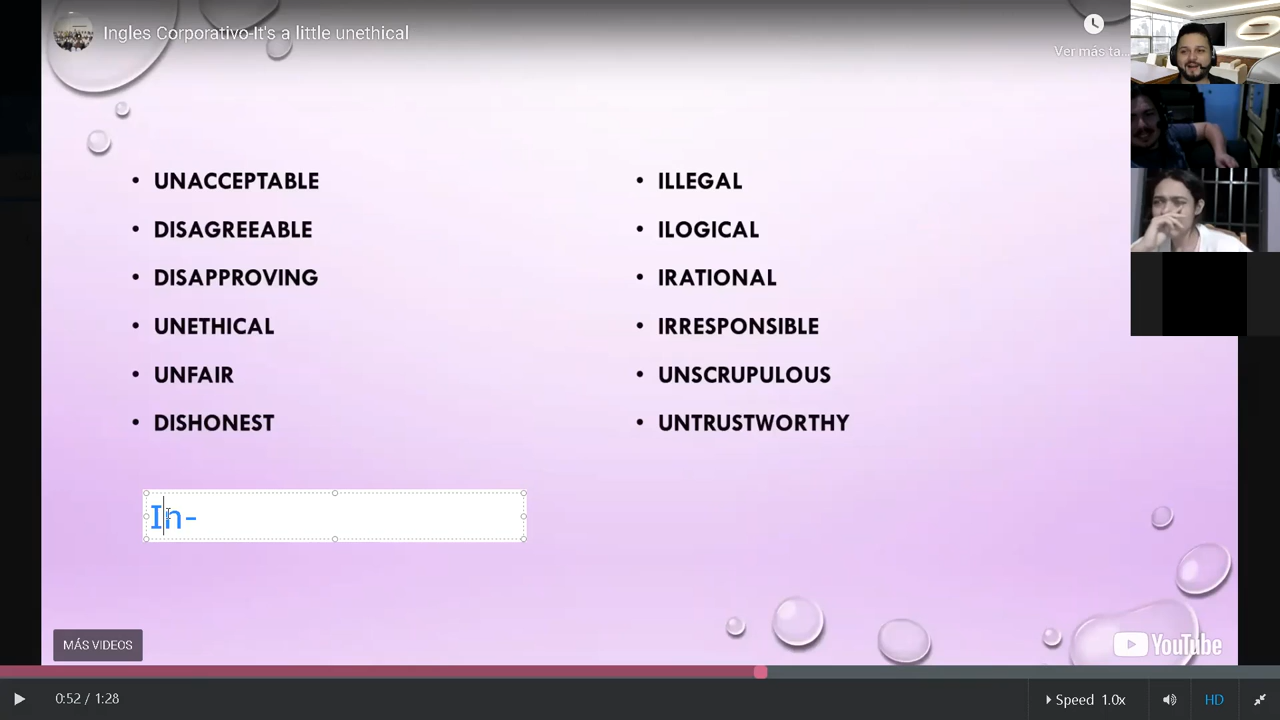 Ingles Corporativo-It's a little unethical
Ver más ta...
• UNACCEPTABLE
• DISAGREEABLE
• DISAPPROVING
• UNETHICAL
• UNFAIR
• DISHONEST
• ILLEGAL
• ILOGICAL
• IRATIONAL
• IRRESPONSIBLE
• UNSCRUPULOUS
• UNTRUSTWORTHY
In-
MÁS VIDEOS
YouTube
0:52 / 1:28
Speed 1.0x
HD